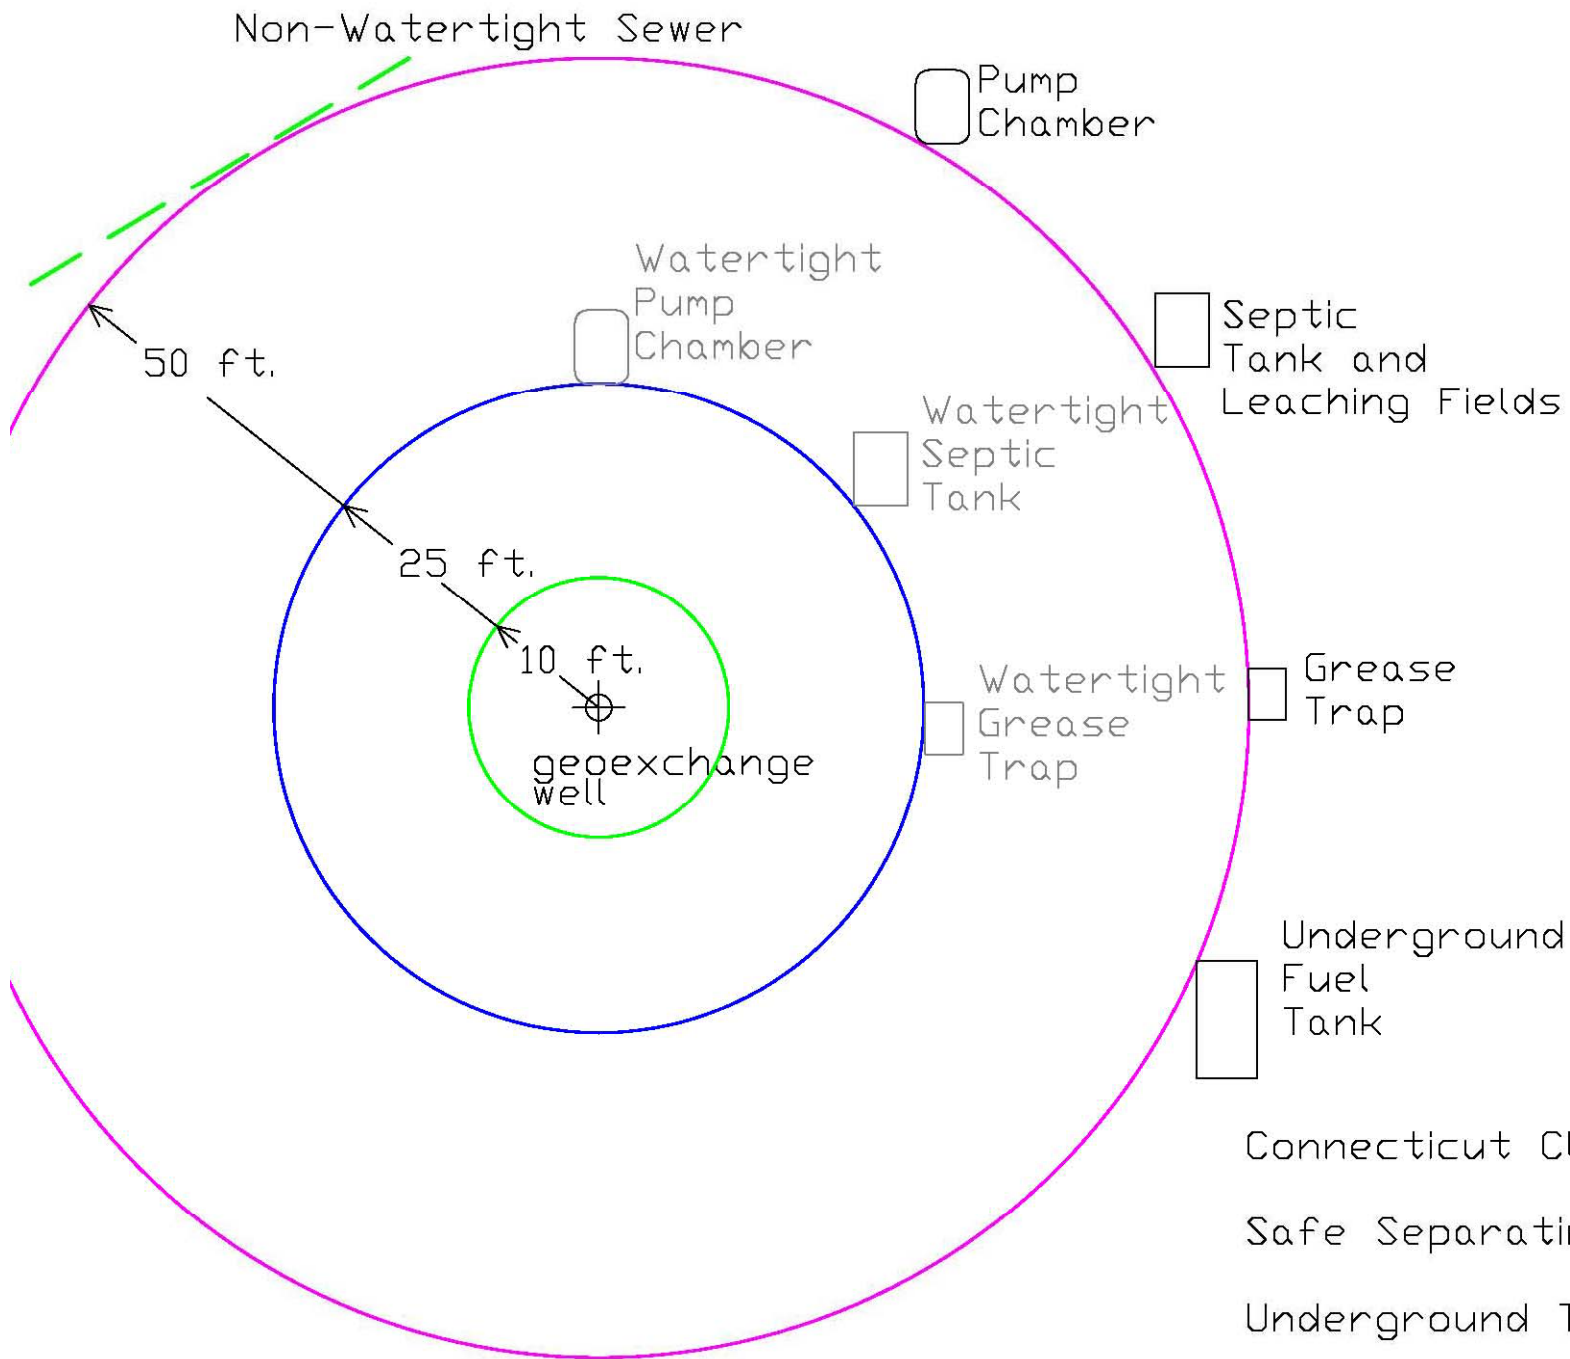 Non-Watertight Sewer
Pump
Chamber
Watertight
Pump
Chamber
50 ft.
Septic
Tank and
Leaching Fields
Watertight
Septic
Tank
25 ft.
10 ft.
Grease
Trap
Watertight
Grease
Trap
geoexchange
well
Underground
Fuel
Tank
Connecticut
Safe
Underground